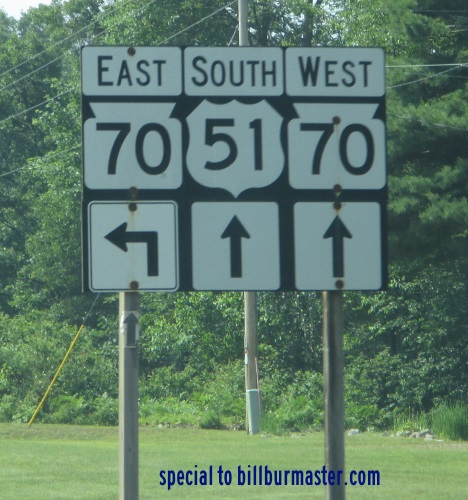 EAST SOUTH WEST
70 51 70
special to billburmaster.com